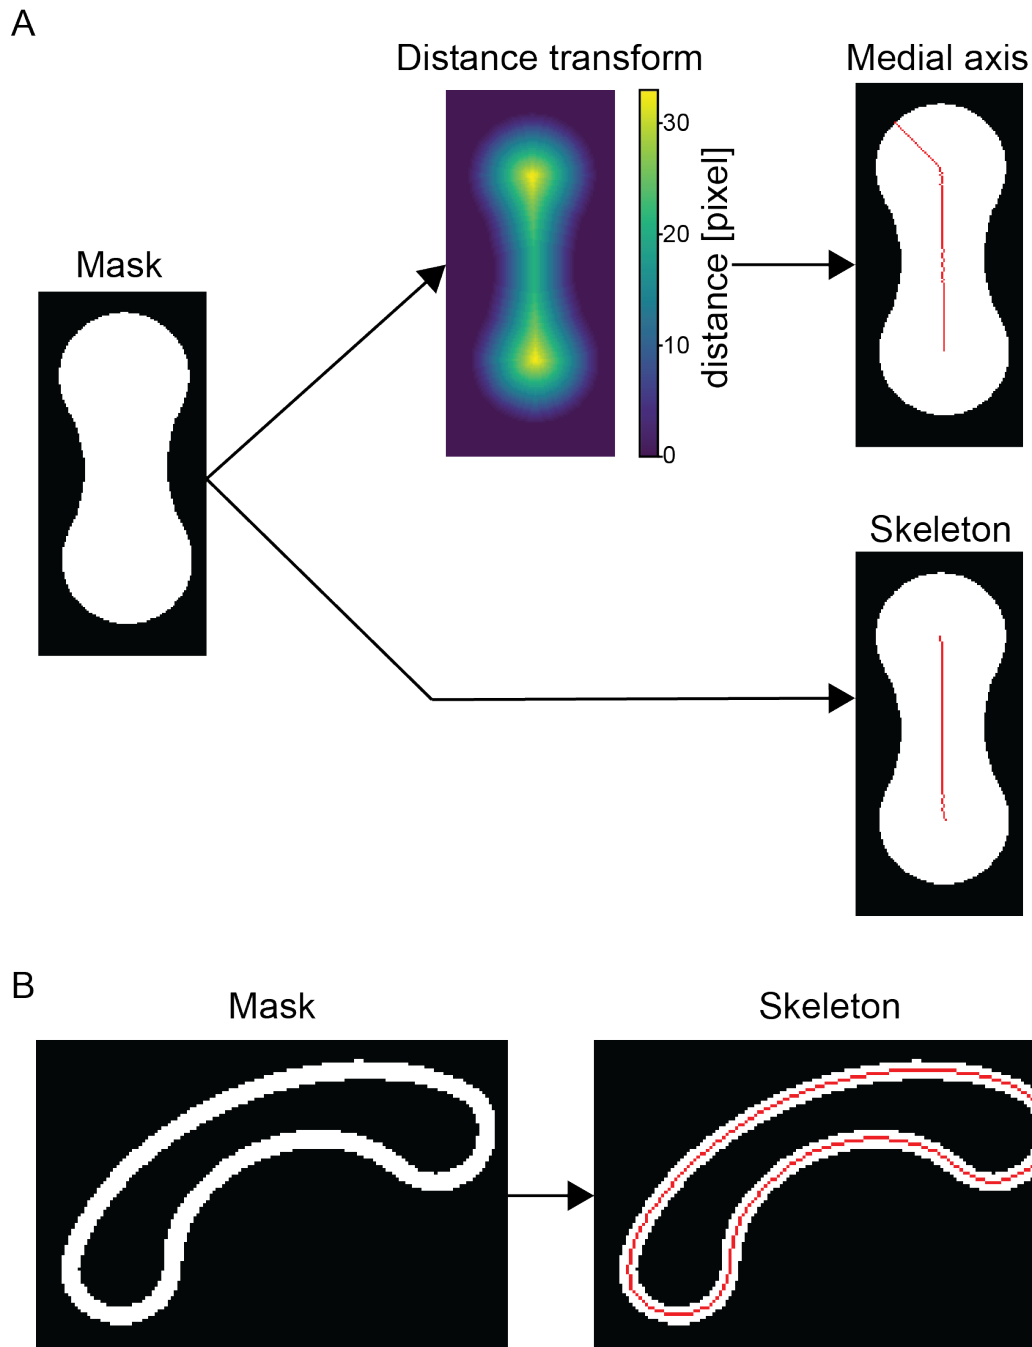 A
Distance transform
Medial axis
Mask
30
20
10
0
distance [pixel]
Skeleton
B
Mask
Skeleton